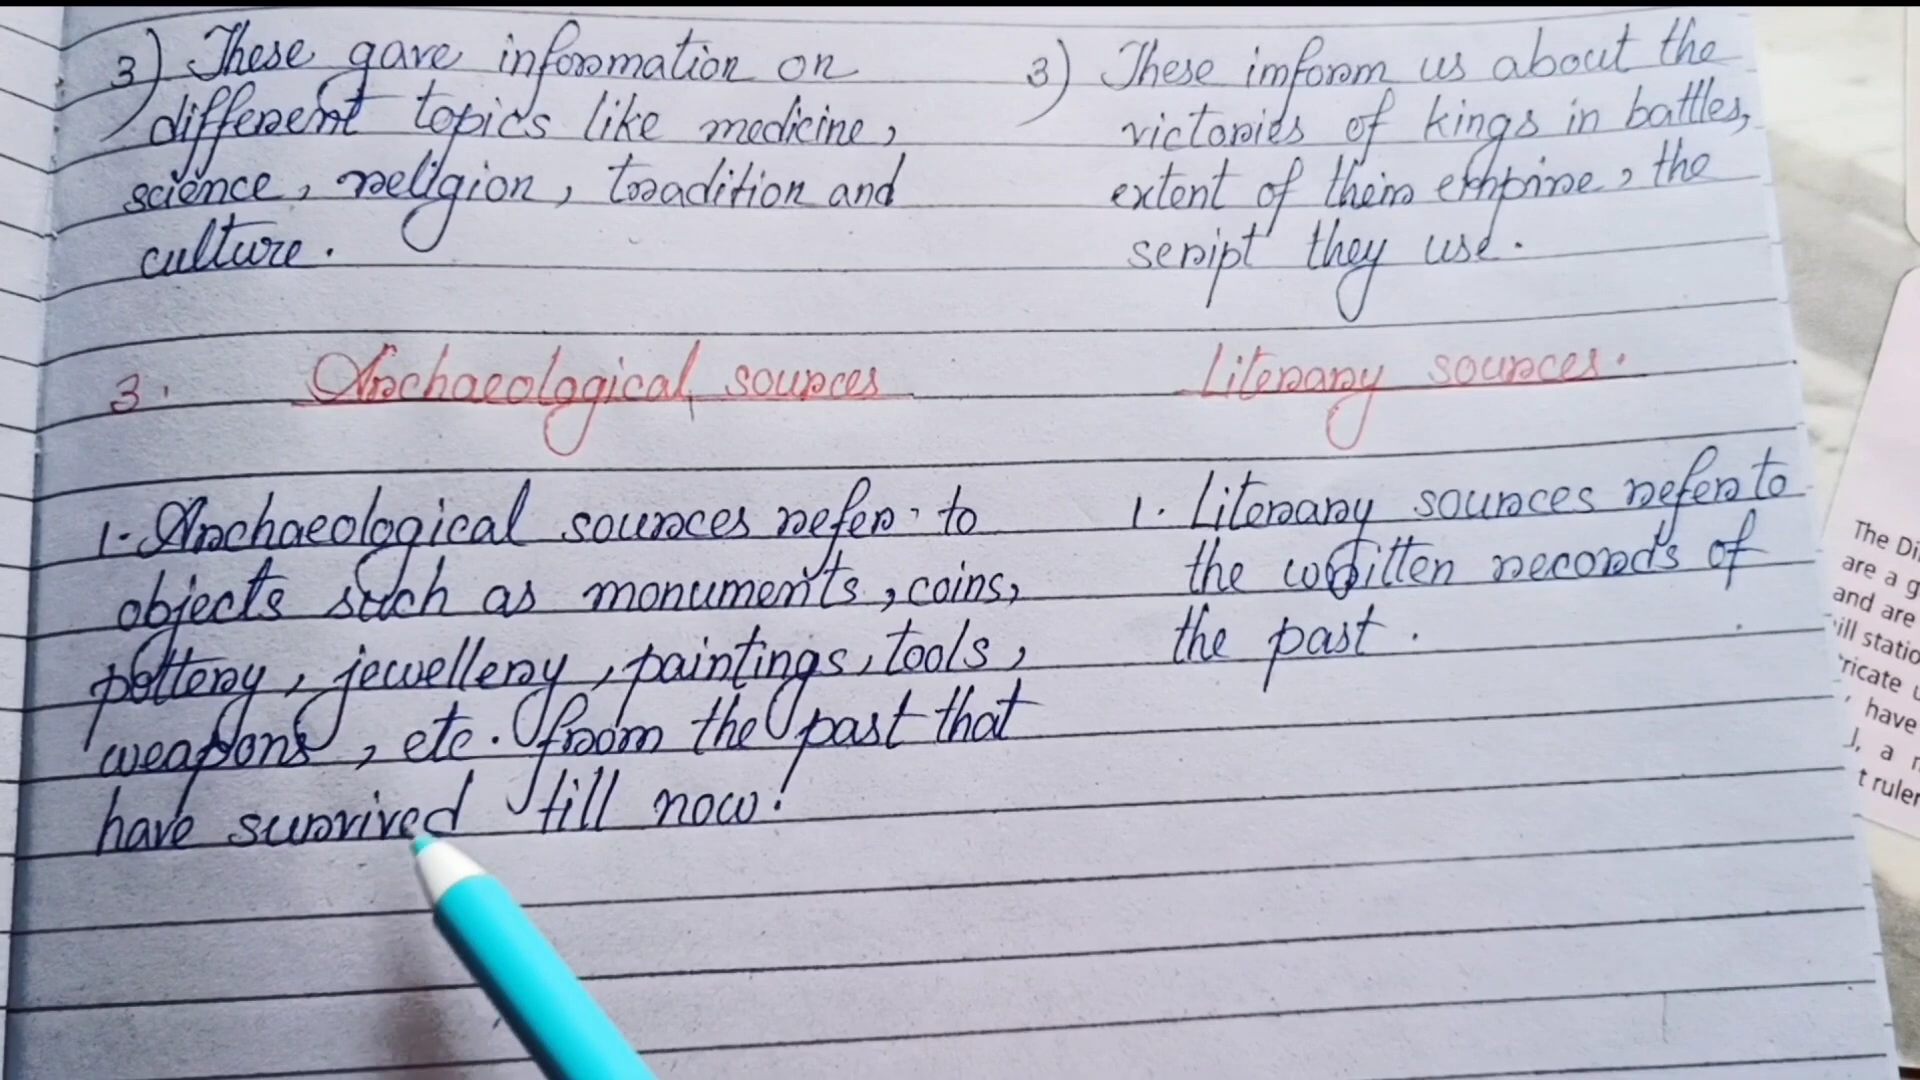 3) These gave information on
different topics like medicine,
science, religion, tradition and
culture.
3) These imform us about the
victories of kings in battles,
extent of their empire, the
script they use.
3. Archaeological sources
Literary sources.
1. Archaeological sources refer to
objects such as monuments, coins,
pottery, jewellery, paintings, tools,
weapons, etc. from the past that
have survived till now!
1. Literary sources refer to
the written records of
the past.
The Di
are a g
and are
ill statio
ricate u
have
J, a r
t ruler